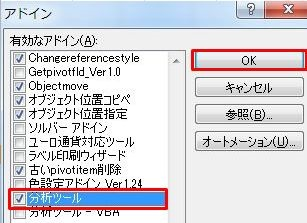 アドイン
有効なアドイン(A):
Changereferencestyle
GetpivotfId_Ver1.0
Objectmove
オブジェクト位置コピペ
オブジェクト位置指定
ソルバー アドイン
ユーロ通貨対応ツール
ラベル印刷ウィザード
古いpivotitem削除
色設定アドイン Ver1.24
分析ツール
分析ツール - VBA
OK
キャンセル
参照(B)...
オートメーション(U)...